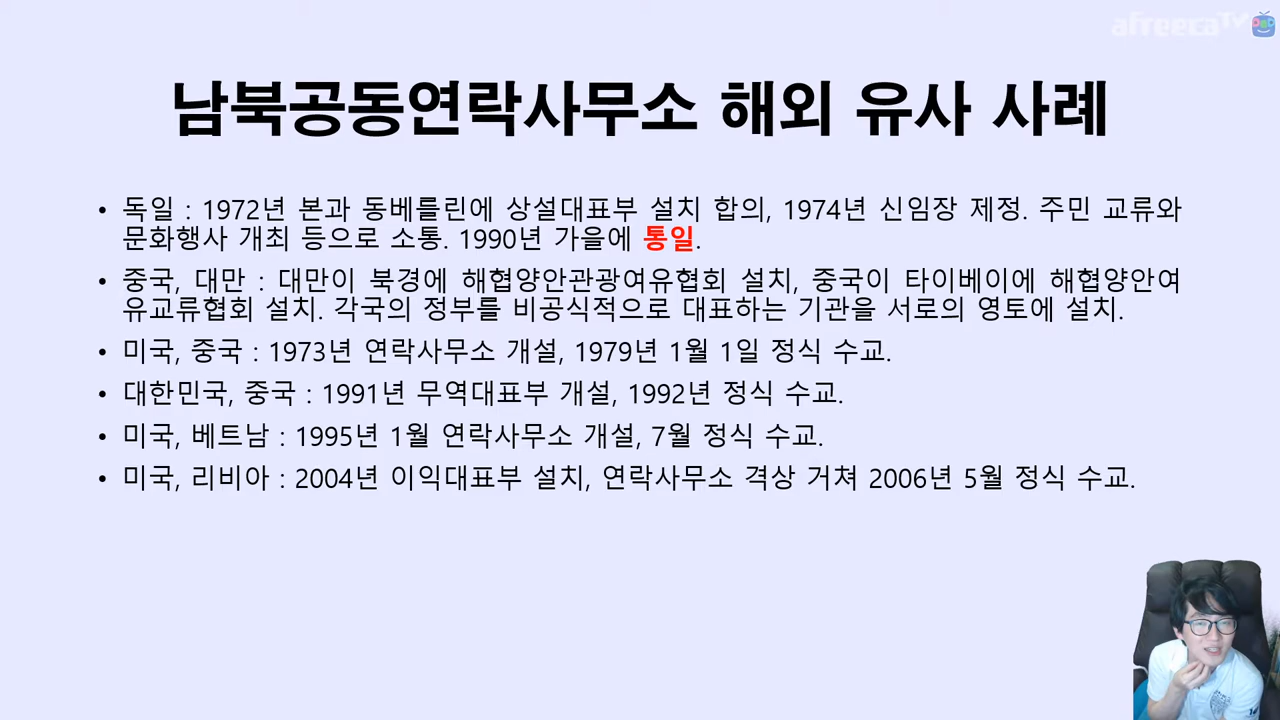 afreecaTV
남북공동연락사무소 해외 유사 사례
• 독일 : 1972년 본과 동베를린에 상설대표부 설치 합의, 1974년 신임장 제정. 주민 교류와
문화행사 개최 등으로 소통. 1990년 가을에 통일.
• 중국, 대만 : 대만이 북경에 해협양안관광여유협회 설치, 중국이 타이베이에 해협양안여
유교류협회 설치. 각국의 정부를 비공식적으로 대표하는 기관을 서로의 영토에 설치.
• 미국, 중국 : 1973년 연락사무소 개설, 1979년 1월 1일 정식 수교.
• 대한민국, 중국 : 1991년 무역대표부 개설, 1992년 정식 수교.
• 미국, 베트남 : 1995년 1월 연락사무소 개설, 7월 정식 수교.
• 미국, 리비아 : 2004년 이익대표부 설치, 연락사무소 격상 거쳐 2006년 5월 정식 수교.